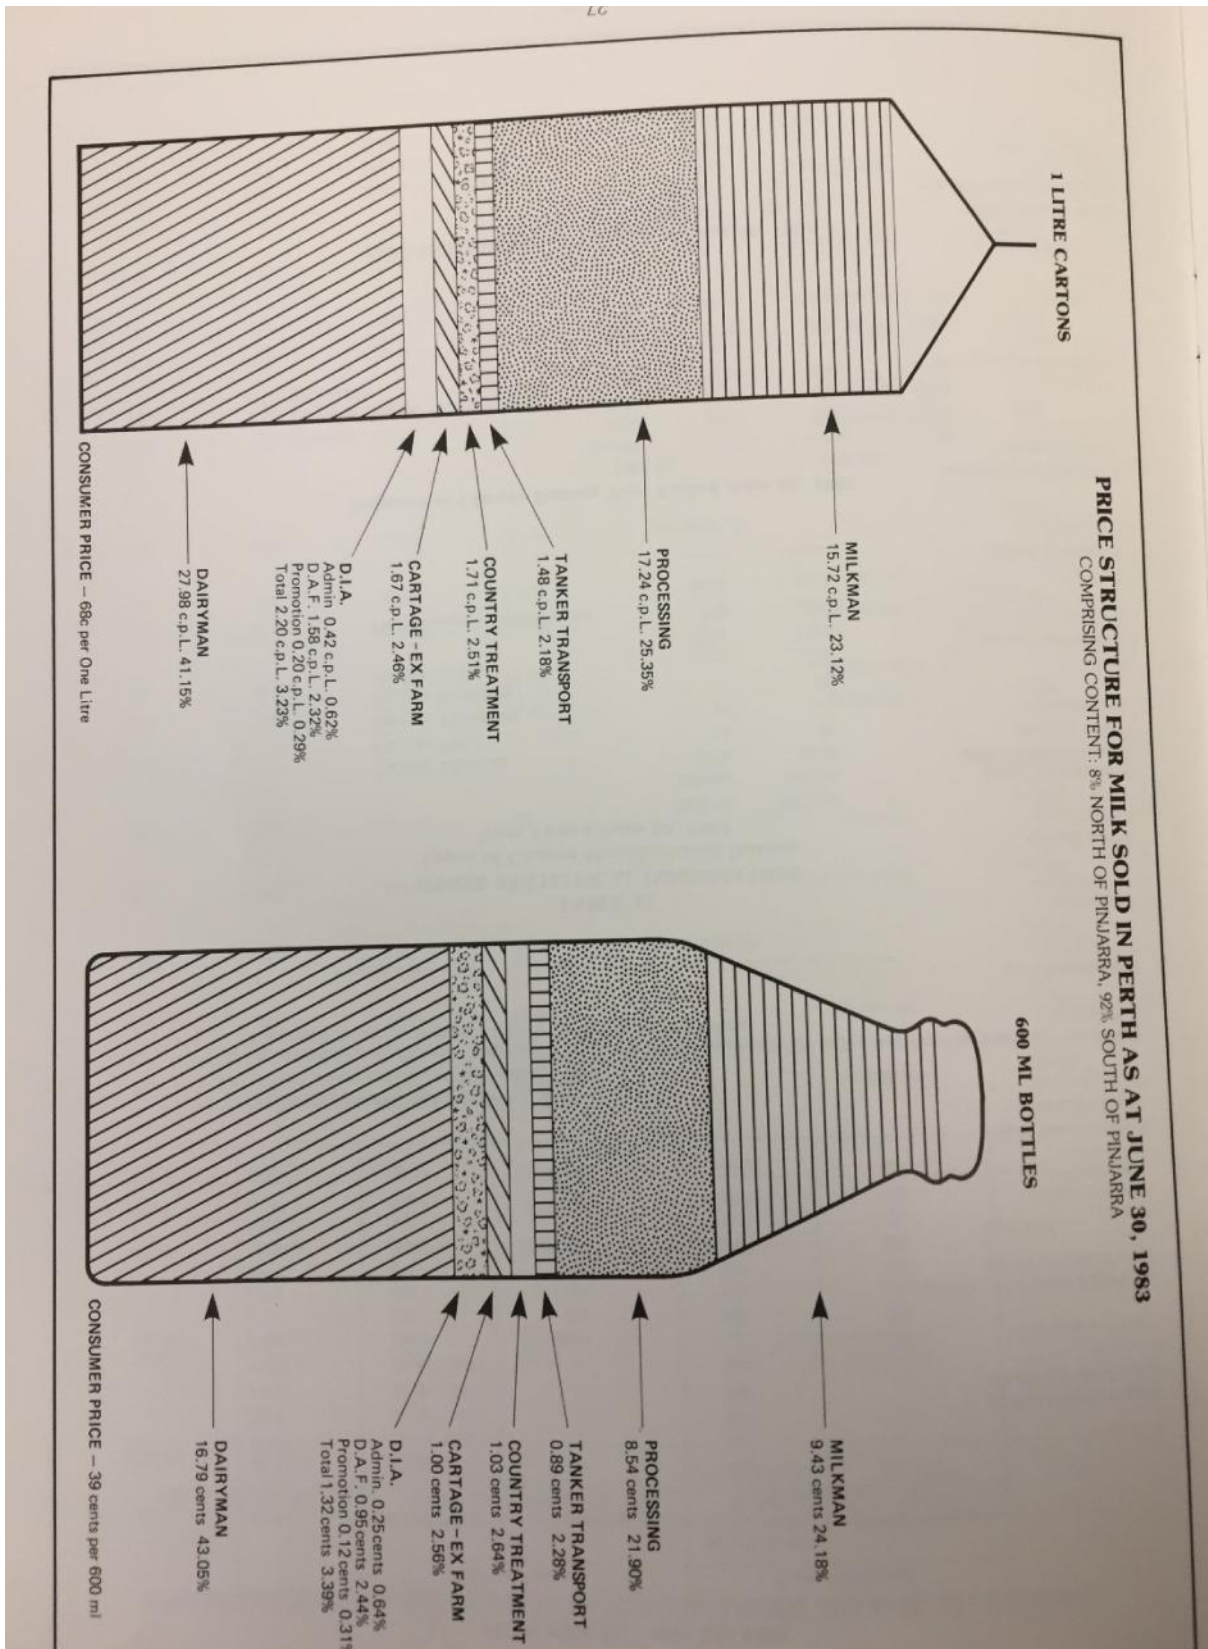 27
PRICE STRUCTURE FOR MILK SOLD IN PERTH AS AT JUNE 30, 1983
COMPRISING CONTENT: 8% NORTH OF PINJARRA, 92% SOUTH OF PINJARRA
1 LITRE CARTONS
MILKMAN
15.72 c.p.L. 23.12%
PROCESSING
17.24 c.p.L. 25.35%
TANKER TRANSPORT
1.48 c.p.L. 2.18%
COUNTRY TREATMENT
1.71 c.p.L. 2.51%
CARTAGE – EX FARM
1.67 c.p.L. 2.46%
D.I.A.
Admin 0.42 c.p.L. 0.62%
D.A.F. 1.58 c.p.L. 2.32%
Promotion 0.20 c.p.L. 0.29%
Total 2.20 c.p.L. 3.23%
DAIRYMAN
27.98 c.p.L. 41.15%
CONSUMER PRICE – 68c per One Litre
600 ML BOTTLES
MILKMAN
9.43 cents 24.18%
PROCESSING
8.54 cents 21.90%
TANKER TRANSPORT
0.89 cents 2.28%
COUNTRY TREATMENT
1.03 cents 2.64%
CARTAGE – EX FARM
1.00 cents 2.56%
D.I.A.
Admin. 0.25 cents 0.64%
D.A.F. 0.95 cents 2.44%
Promotion 0.12 cents 0.31%
Total 1.32 cents 3.39%
DAIRYMAN
16.79 cents 43.05%
CONSUMER PRICE – 39 cents per 600 ml